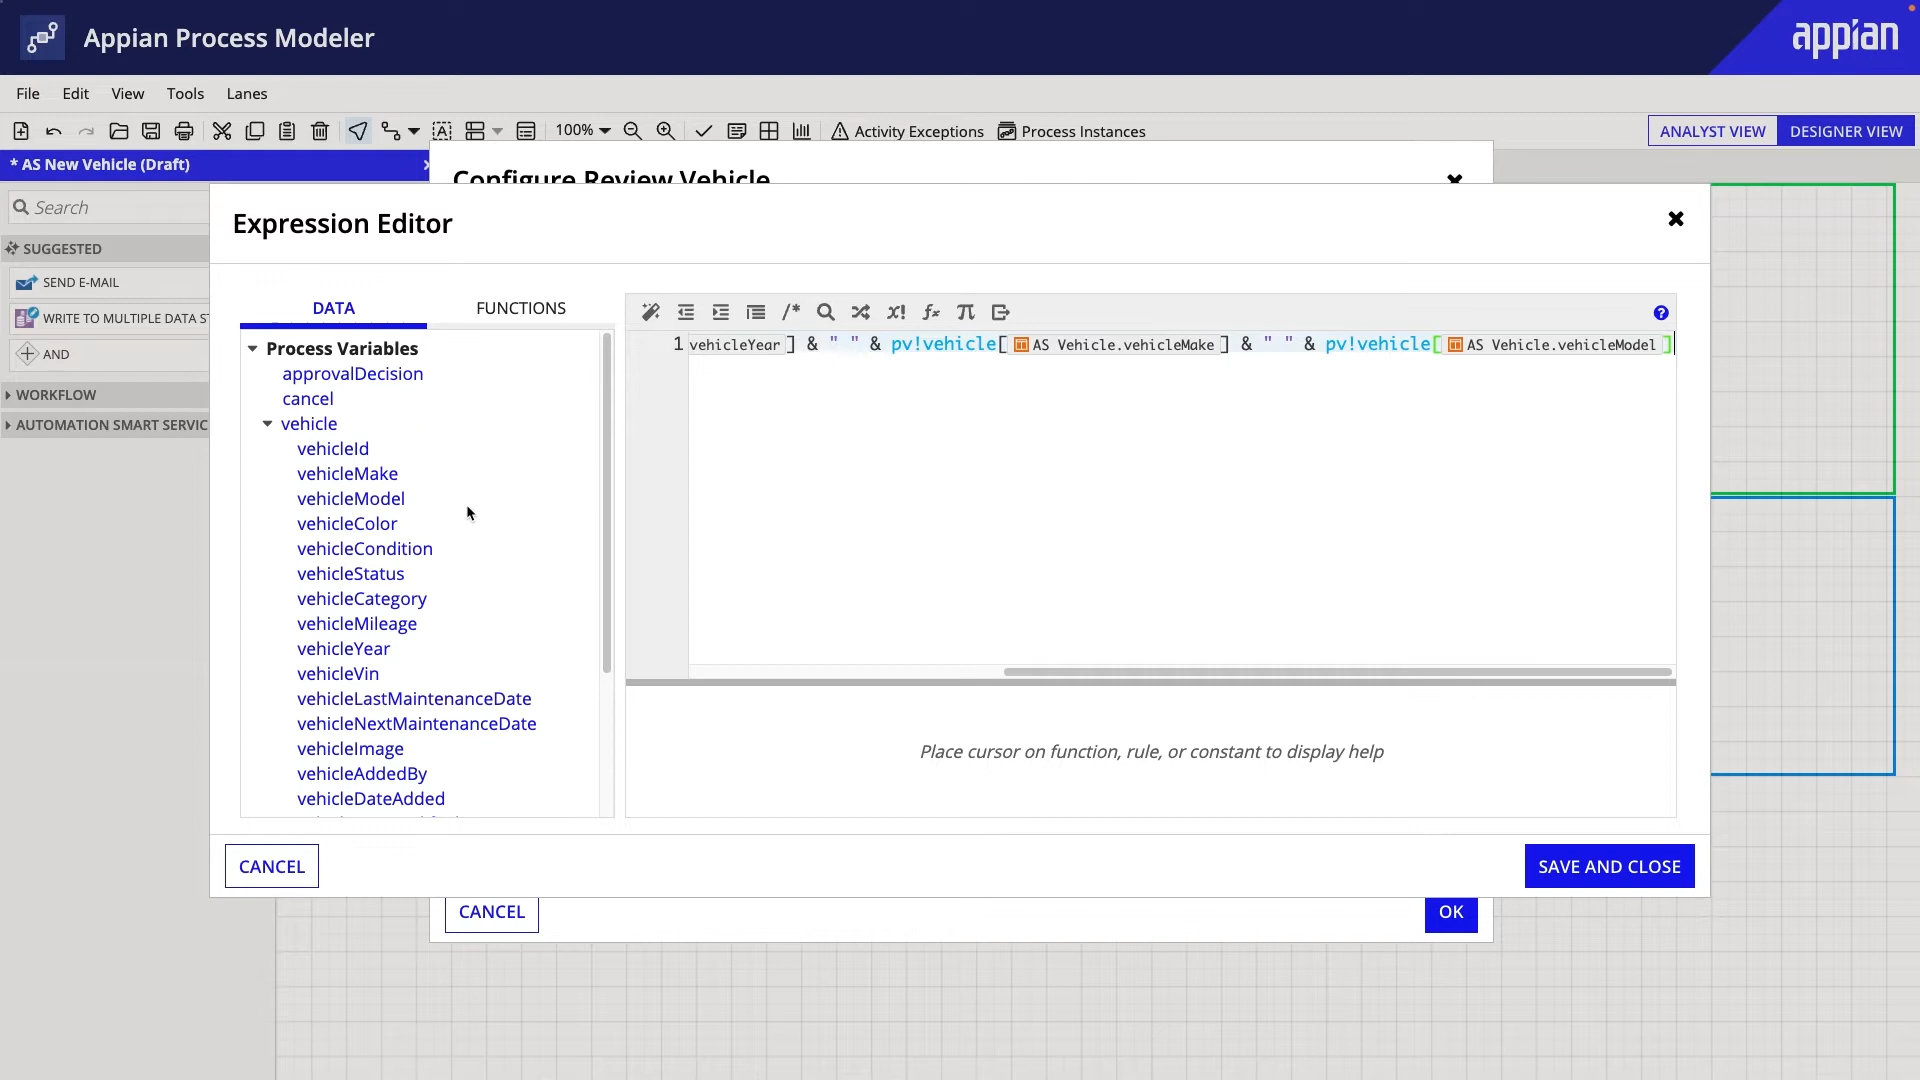 Appian Process Modeler
appian
File Edit View Tools Lanes
100% Activity Exceptions Process Instances
ANALYST VIEW DESIGNER VIEW
* AS New Vehicle (Draft)
Configure Review Vehicle
Search
Expression Editor
SUGGESTED
SEND E-MAIL
WRITE TO MULTIPLE DATA ST
AND
WORKFLOW
AUTOMATION SMART SERVIC
DATA FUNCTIONS
Process Variables
approvalDecision
cancel
vehicle
vehicleId
vehicleMake
vehicleModel
vehicleColor
vehicleCondition
vehicleStatus
vehicleCategory
vehicleMileage
vehicleYear
vehicleVin
vehicleLastMaintenanceDate
vehicleNextMaintenanceDate
vehicleImage
vehicleAddedBy
vehicleDateAdded
1 vehicleYear] & " " & pv!vehicle[AS Vehicle.vehicleMake] & " " & pv!vehicle[AS Vehicle.vehicleModel]
Place cursor on function, rule, or constant to display help
CANCEL SAVE AND CLOSE
CANCEL OK